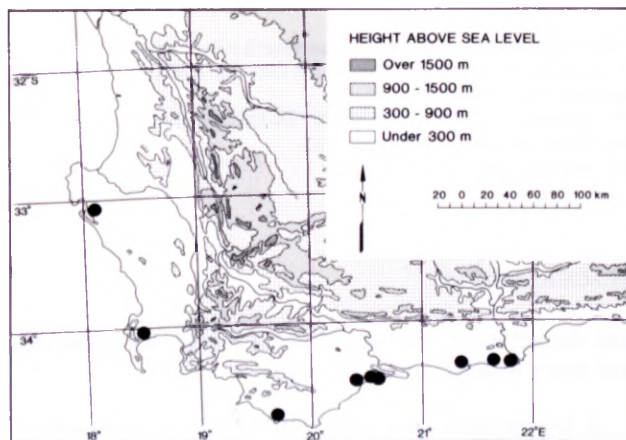 HEIGHT ABOVE SEA LEVEL
Over 1500 m
900 - 1500 m
300 - 900 m
Under 300 m
N
20 0 20 40 60 80 100 km
32°S
33°
34°
18°
19°
20°
21°
22°E